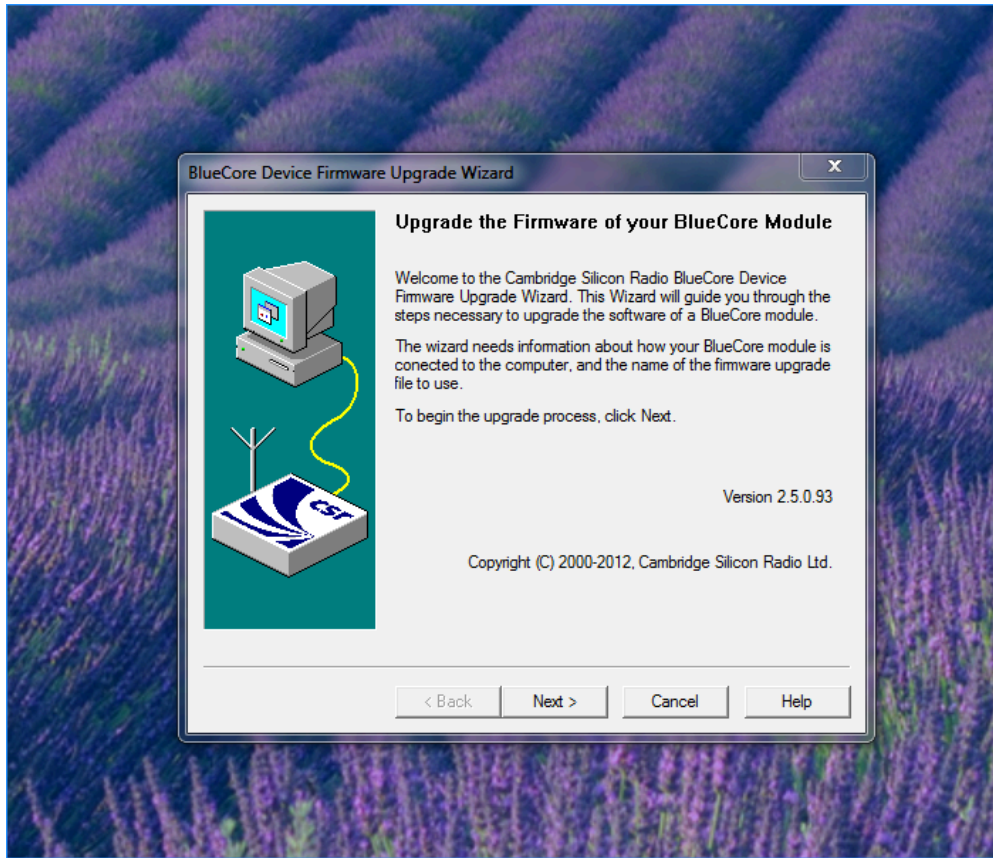 BlueCore Device Firmware Upgrade Wizard
X
Upgrade the Firmware of your BlueCore Module
Welcome to the Cambridge Silicon Radio BlueCore Device
Firmware Upgrade Wizard. This Wizard will guide you through the
steps necessary to upgrade the software of a BlueCore module.
The wizard needs information about how your BlueCore module is
conected to the computer, and the name of the firmware upgrade
file to use.
To begin the upgrade process, click Next.
csr
Version 2.5.0.93
Copyright (C) 2000-2012, Cambridge Silicon Radio Ltd.
< Back
Next >
Cancel
Help